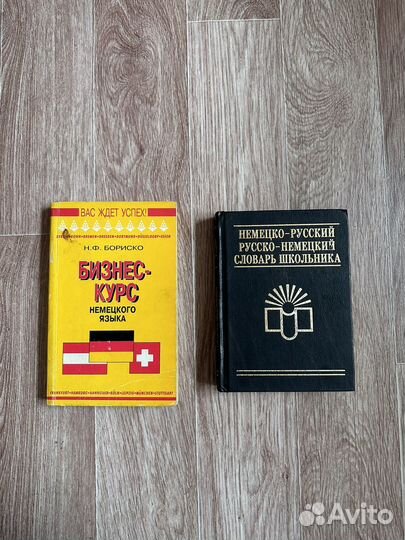 ВАС ЖДЕТ УСПЕХ!
Н.Ф. БОРИСКО
БИЗНЕС-
КУРС
НЕМЕЦКОГО
ЯЗЫКА
НЕМЕЦКО-РУССКИЙ
РУССКО-НЕМЕЦКИЙ
СЛОВАРЬ ШКОЛЬНИКА
Avito